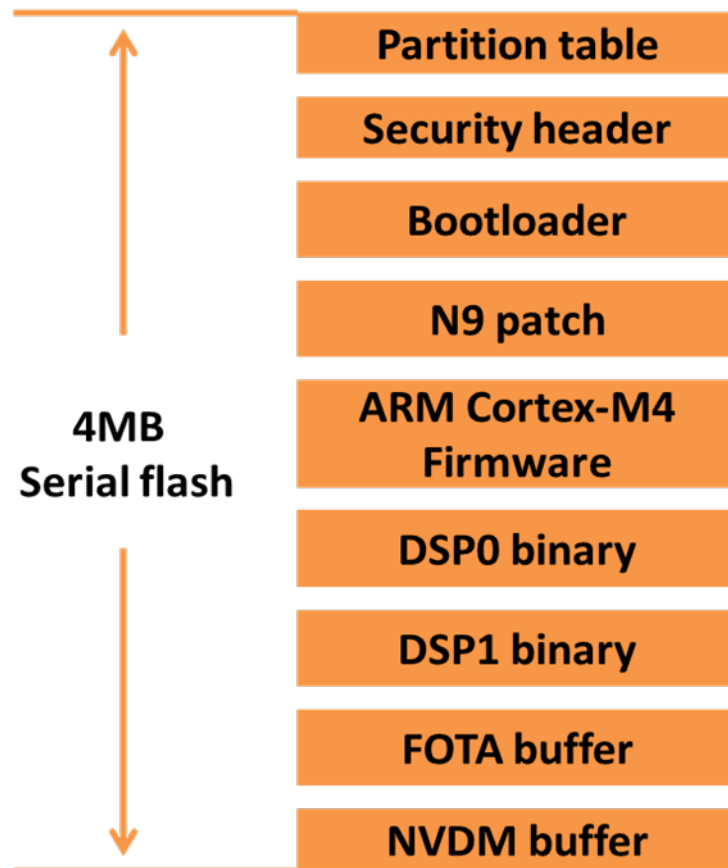 Partition table
Security header
Bootloader
N9 patch
ARM Cortex-M4
Firmware
4MB
Serial flash
DSP0 binary
DSP1 binary
FOTA buffer
NVDM buffer